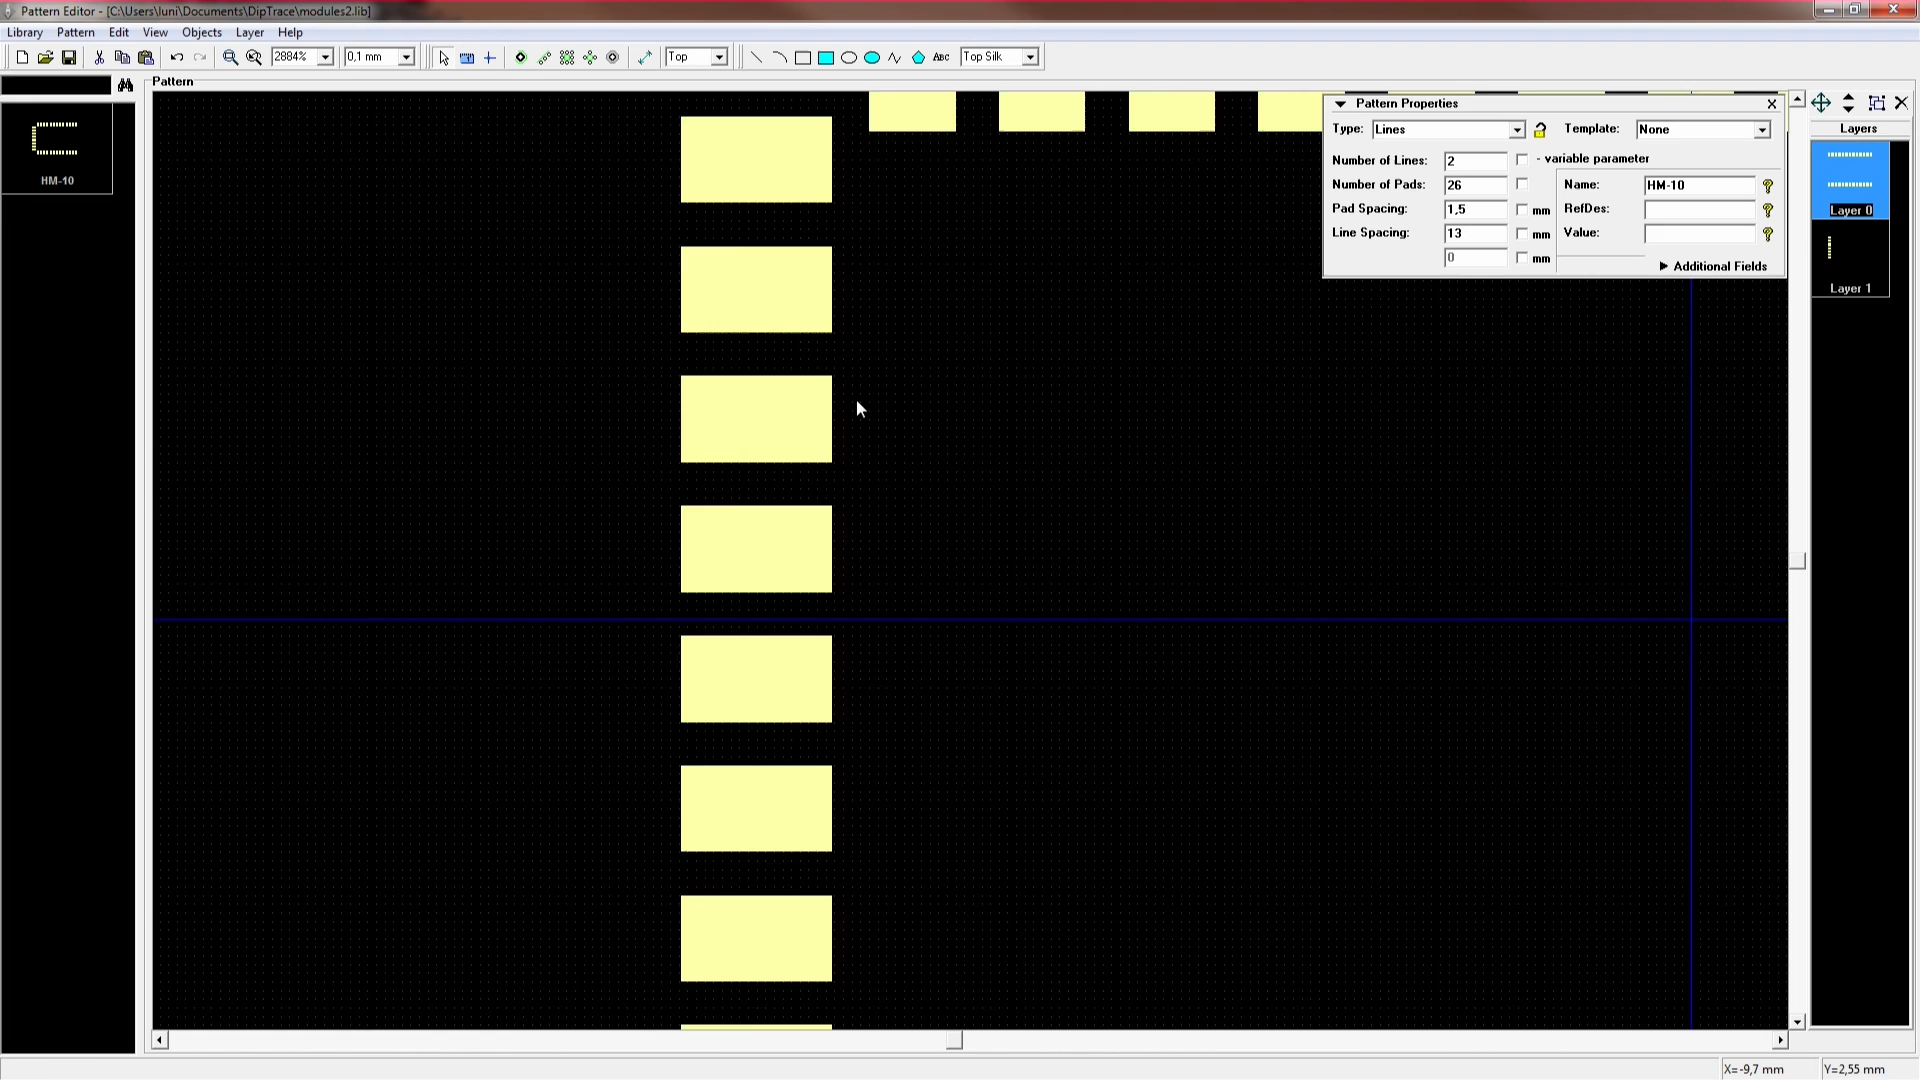 Pattern Editor - [C:\Users\luni\Documents\DipTrace\modules2.lib]
Library Pattern Edit View Objects Layer Help
2884% 0,1 mm Top Abc Top Silk
Pattern
HM-10
Pattern Properties
Type: Lines Template: None
Number of Lines: 2 - variable parameter
Number of Pads: 26 Name: HM-10
Pad Spacing: 1,5 mm RefDes:
Line Spacing: 13 mm Value:
0 mm Additional Fields
Layers
Layer 0
Layer 1
X=-9,7 mm Y=2,55 mm